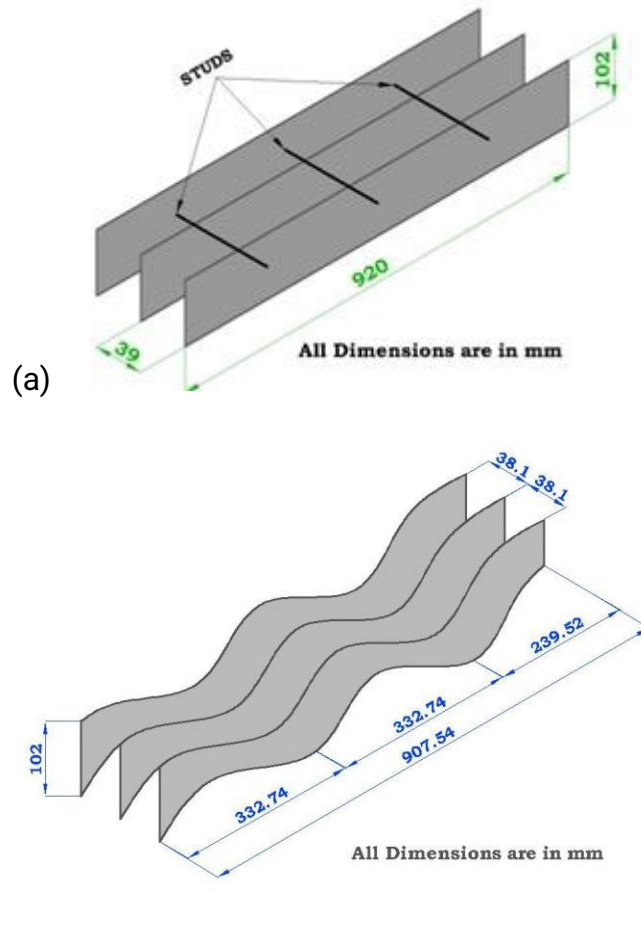 STUDS
102
920
39
All Dimensions are in mm
(a)
38.1
38.1
239.52
332.74
907.54
102
332.74
All Dimensions are in mm